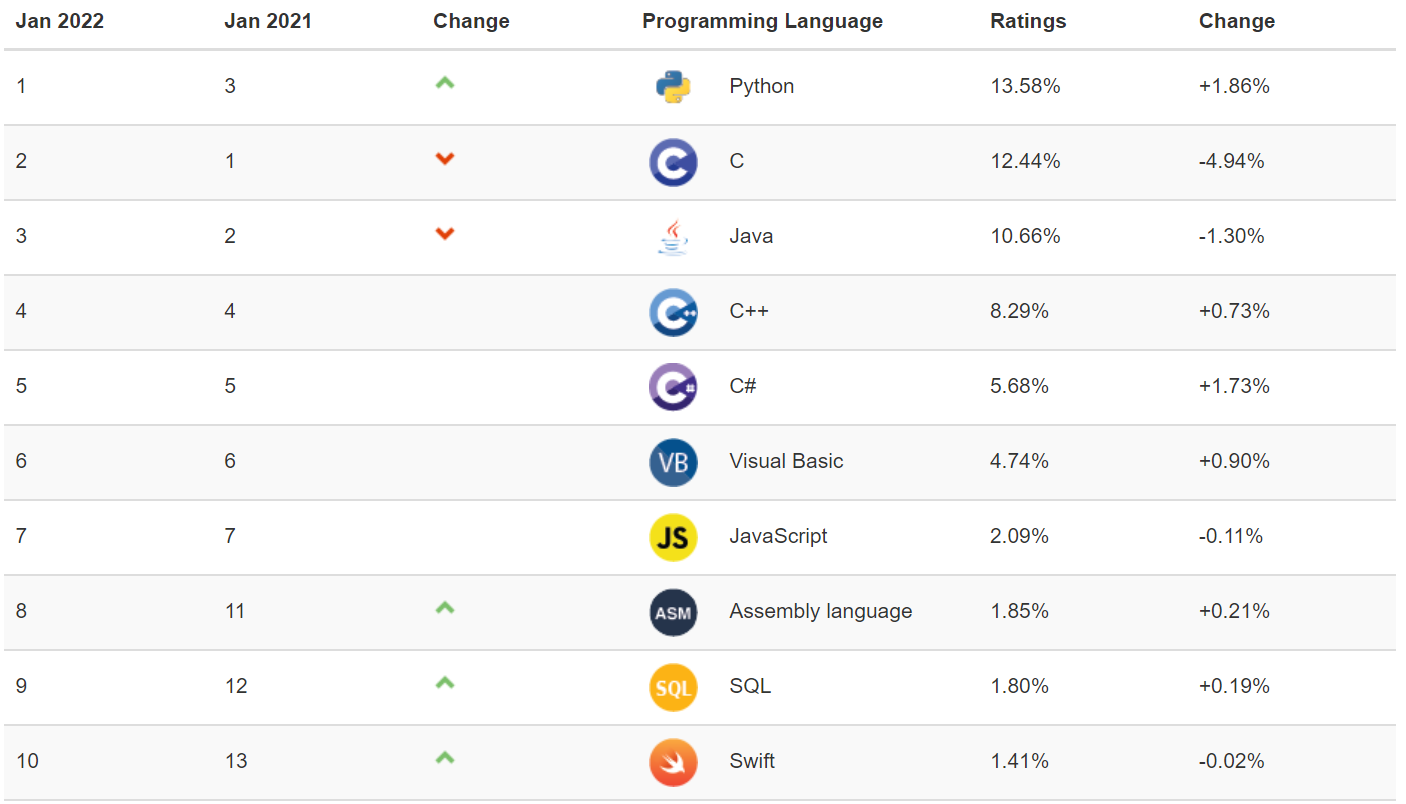 Jan 2022 Jan 2021 Change Programming Language Ratings Change
1 3 Python 13.58% +1.86%
2 1 C C 12.44% -4.94%
3 2 Java 10.66% -1.30%
4 4 C++ C++ 8.29% +0.73%
5 5 C# C# 5.68% +1.73%
6 6 VB Visual Basic 4.74% +0.90%
7 7 JS JavaScript 2.09% -0.11%
8 11 ASM Assembly language 1.85% +0.21%
9 12 SQL SQL 1.80% +0.19%
10 13 Swift 1.41% -0.02%